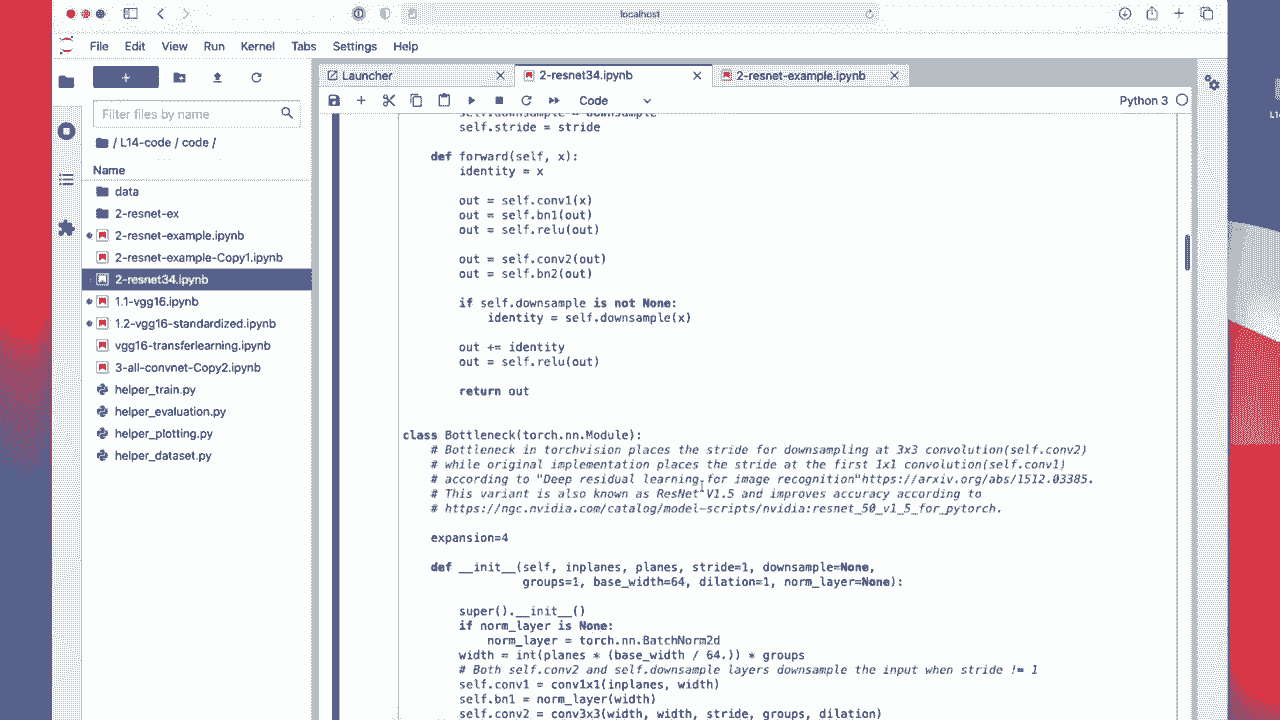 localhost
File Edit View Run Kernel Tabs Settings Help
Launcher
2-resnet34.ipynb
2-resnet-example.ipynb
Filter files by name
Code
Python 3
/ L14-code / code /
Name
data
2-resnet-ex
2-resnet-example.ipynb
2-resnet-example-Copy1.ipynb
2-resnet34.ipynb
1.1-vgg16.ipynb
1.2-vgg16-standardized.ipynb
vgg16-transferlearning.ipynb
3-all-convnet-Copy2.ipynb
helper_train.py
helper_evaluation.py
helper_plotting.py
helper_dataset.py
self.downsample = downsample
self.stride = stride
def forward(self, x):
identity = x
out = self.conv1(x)
out = self.bn1(out)
out = self.relu(out)
out = self.conv2(out)
out = self.bn2(out)
if self.downsample is not None:
identity = self.downsample(x)
out += identity
out = self.relu(out)
return out
class Bottleneck(torch.nn.Module):
# Bottleneck in torchvision places the stride for downsampling at 3x3 convolution(self.conv2)
# while original implementation places the stride at the first 1x1 convolution(self.conv1)
# according to "Deep residual learning for image recognition"https://arxiv.org/abs/1512.03385.
# This variant is also known as ResNet V1.5 and improves accuracy according to
# https://ngc.nvidia.com/catalog/model-scripts/nvidia:resnet_50_v1_5_for_pytorch.
expansion=4
def __init__(self, inplanes, planes, stride=1, downsample=None,
groups=1, base_width=64, dilation=1, norm_layer=None):
super().__init__()
if norm_layer is None:
norm_layer = torch.nn.BatchNorm2d
width = int(planes * (base_width / 64.)) * groups
# Both self.conv2 and self.downsample layers downsample the input when stride != 1
self.conv1 = conv1x1(inplanes, width)
self.bn1 = norm_layer(width)
self.conv2 = conv3x3(width, width, stride, groups, dilation)